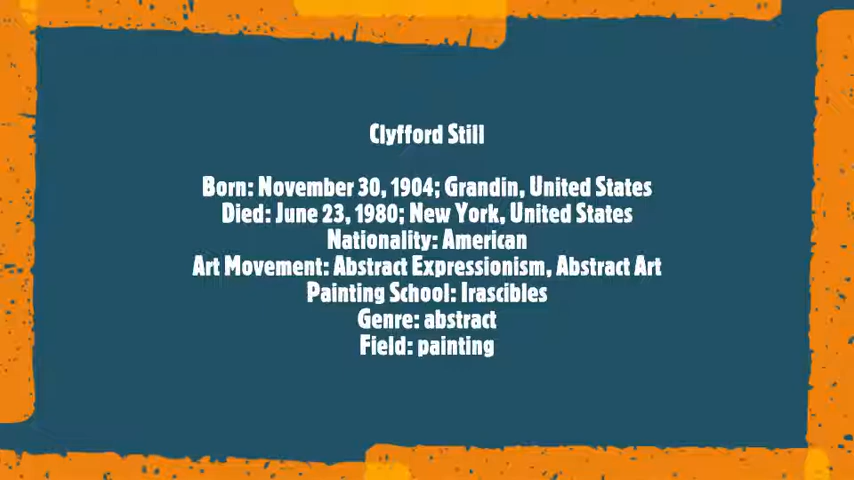 Clyfford Still
Born: November 30, 1904; Grandin, United States
Died: June 23, 1980; New York, United States
Nationality: American
Art Movement: Abstract Expressionism, Abstract Art
Painting School: Irascibles
Genre: abstract
Field: painting